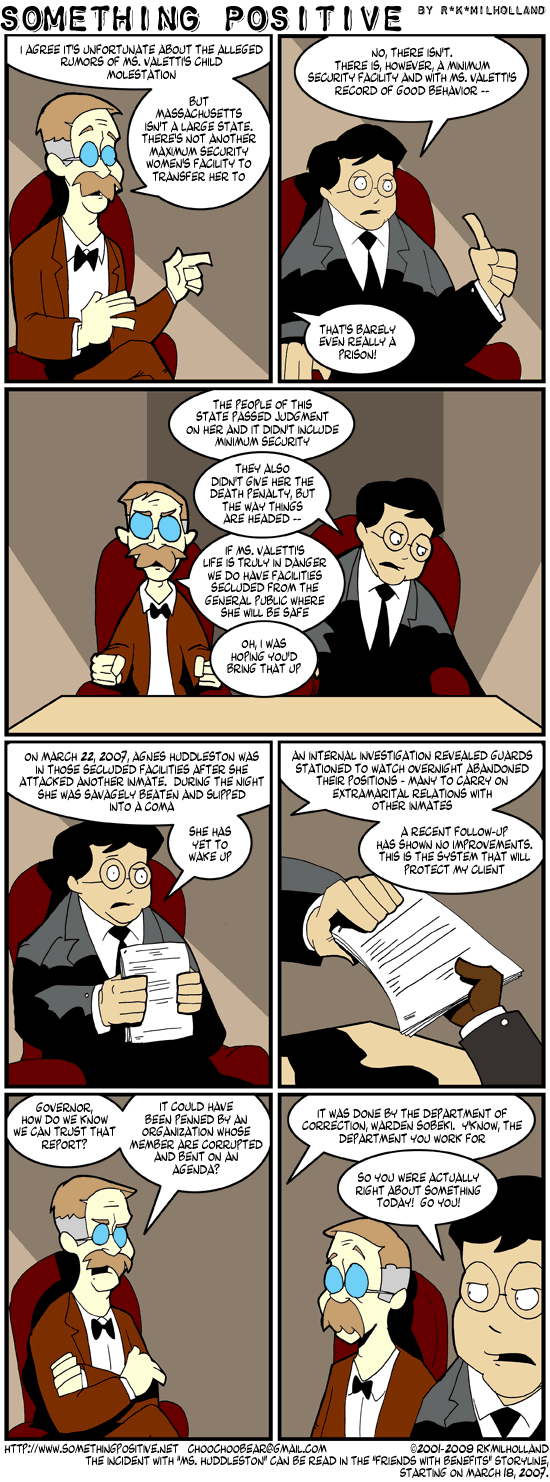 SOMETHING POSITIVE BY R*K*MILHOLLAND
I AGREE IT'S UNFORTUNATE ABOUT THE ALLEGED
RUMORS OF MS. VALETTI'S CHILD
MOLESTATION
BUT
MASSACHUSETTS
ISN'T A LARGE STATE.
THERE'S NOT ANOTHER
MAXIMUM SECURITY
WOMEN'S FACILITY TO
TRANSFER HER TO
NO, THERE ISN'T.
THERE IS, HOWEVER, A MINIMUM
SECURITY FACILITY AND WITH MS. VALETTI'S
RECORD OF GOOD BEHAVIOR --
THAT'S BARELY
EVEN REALLY A
PRISON!
THE PEOPLE OF THIS
STATE PASSED JUDGMENT
ON HER AND IT DIDN'T INCLUDE
MINIMUM SECURITY
THEY ALSO
DIDN'T GIVE HER THE
DEATH PENALTY, BUT
THE WAY THINGS
ARE HEADED --
IF MS. VALETTI'S
LIFE IS TRULY IN DANGER
WE DO HAVE FACILITIES
SECLUDED FROM THE
GENERAL PUBLIC WHERE
SHE WILL BE SAFE
OH, I WAS
HOPING YOU'D
BRING THAT UP
ON MARCH 22, 2007, AGNES HUDDLESTON WAS
IN THOSE SECLUDED FACILITIES AFTER SHE
ATTACKED ANOTHER INMATE. DURING THE NIGHT
SHE WAS SAVAGELY BEATEN AND SLIPPED
INTO A COMA
SHE HAS
YET TO
WAKE UP
AN INTERNAL INVESTIGATION REVEALED GUARDS
STATIONED TO WATCH OVERNIGHT ABANDONED
THEIR POSITIONS - MANY TO CARRY ON
EXTRAMARITAL RELATIONS WITH
OTHER INMATES
A RECENT FOLLOW-UP
HAS SHOWN NO IMPROVEMENTS.
THIS IS THE SYSTEM THAT WILL
PROTECT MY CLIENT
GOVERNOR,
HOW DO WE KNOW
WE CAN TRUST THAT
REPORT?
IT COULD HAVE
BEEN PENNED BY AN
ORGANIZATION WHOSE
MEMBER ARE CORRUPTED
AND BENT ON AN
AGENDA?
IT WAS DONE BY THE DEPARTMENT OF
CORRECTION, WARDEN SOBEKI. Y'KNOW, THE
DEPARTMENT YOU WORK FOR
SO YOU WERE ACTUALLY
RIGHT ABOUT SOMETHING
TODAY! GO YOU!
HTTP://WWW.SOMETHINGPOSITIVE.NET CHOOCHOOBEAR@GMAIL.COM ©2001-2009 RKMILHOLLAND
THE INCIDENT WITH "MS. HUDDLESTON" CAN BE READ IN THE "FRIENDS WITH BENEFITS" STORYLINE,
STARTING ON MARCH 18, 2007.